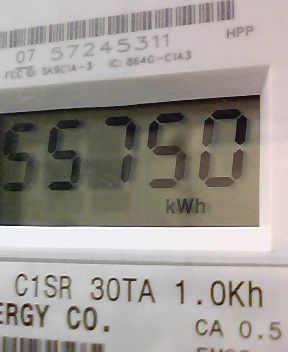 07 57245311
HPP
FCC ID: SK9C1A-3 IC: 864G-C1A3
55750
kWh
C1SR 30TA 1.0Kh
ERGY CO.
CA 0.5